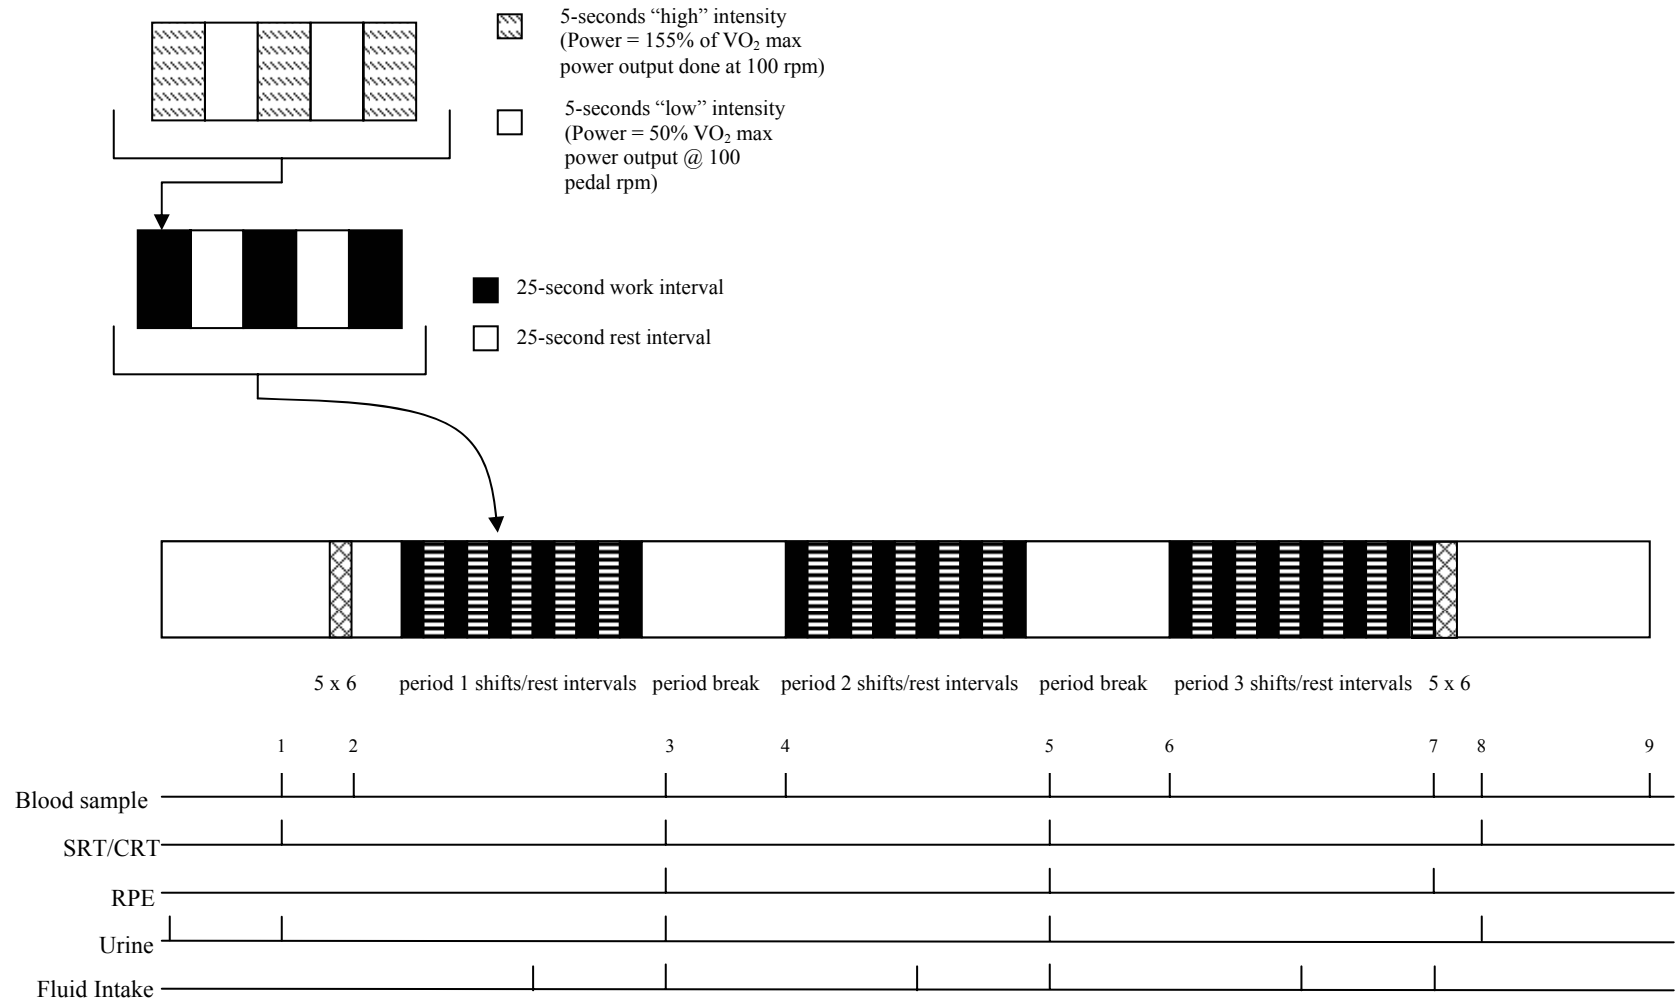 5-seconds “high” intensity
(Power = 155% of VO₂ max
power output done at 100 rpm)
5-seconds “low” intensity
(Power = 50% VO₂ max
power output @ 100
pedal rpm)
25-second work interval
25-second rest interval
5 x 6 period 1 shifts/rest intervals period break period 2 shifts/rest intervals period break period 3 shifts/rest intervals 5 x 6
1 2 3 4 5 6 7 8 9
Blood sample
SRT/CRT
RPE
Urine
Fluid Intake